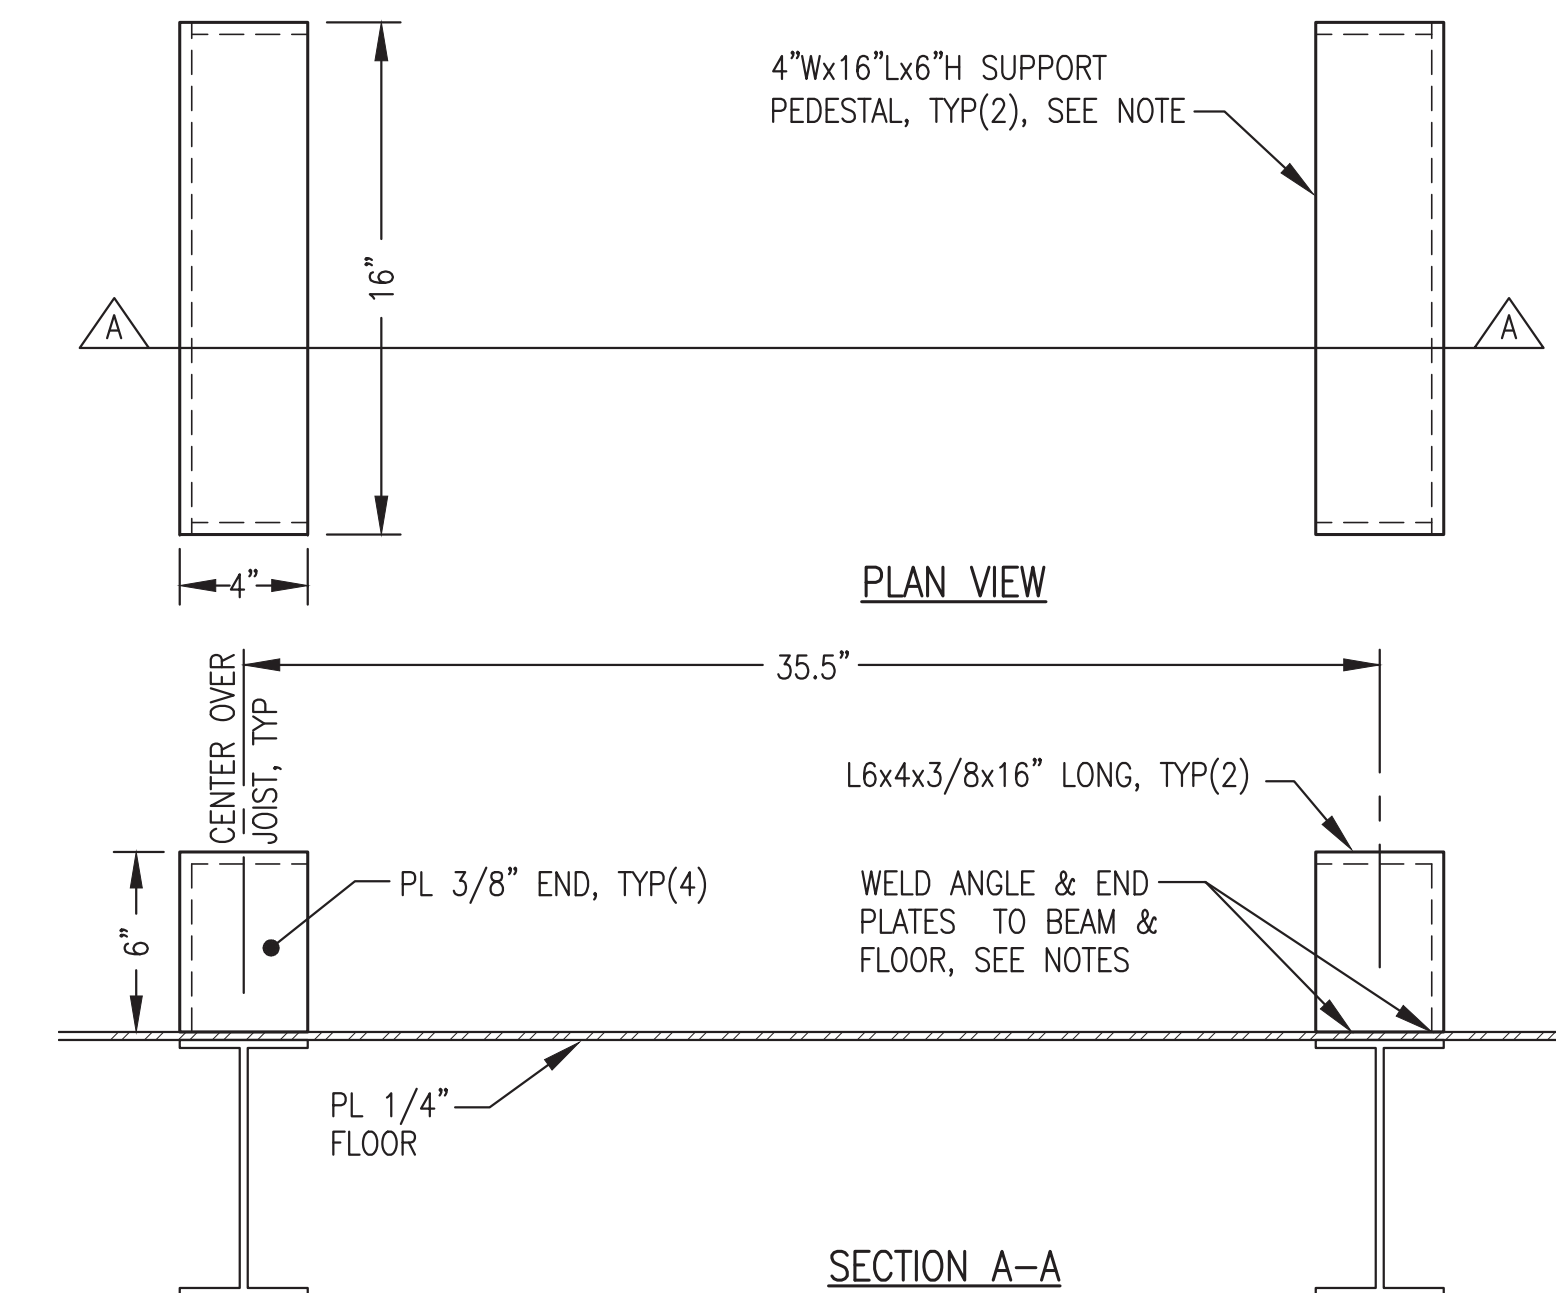 4”Wx16”Lx6”H SUPPORT
PEDESTAL, TYP(2), SEE NOTE
16”
A
A
4”
PLAN VIEW
35.5”
CENTER OVER
JOIST, TYP
L6x4x3/8x16” LONG, TYP(2)
PL 3/8” END, TYP(4)
WELD ANGLE & END
PLATES TO BEAM &
FLOOR, SEE NOTES
6”
PL 1/4”
FLOOR
SECTION A-A